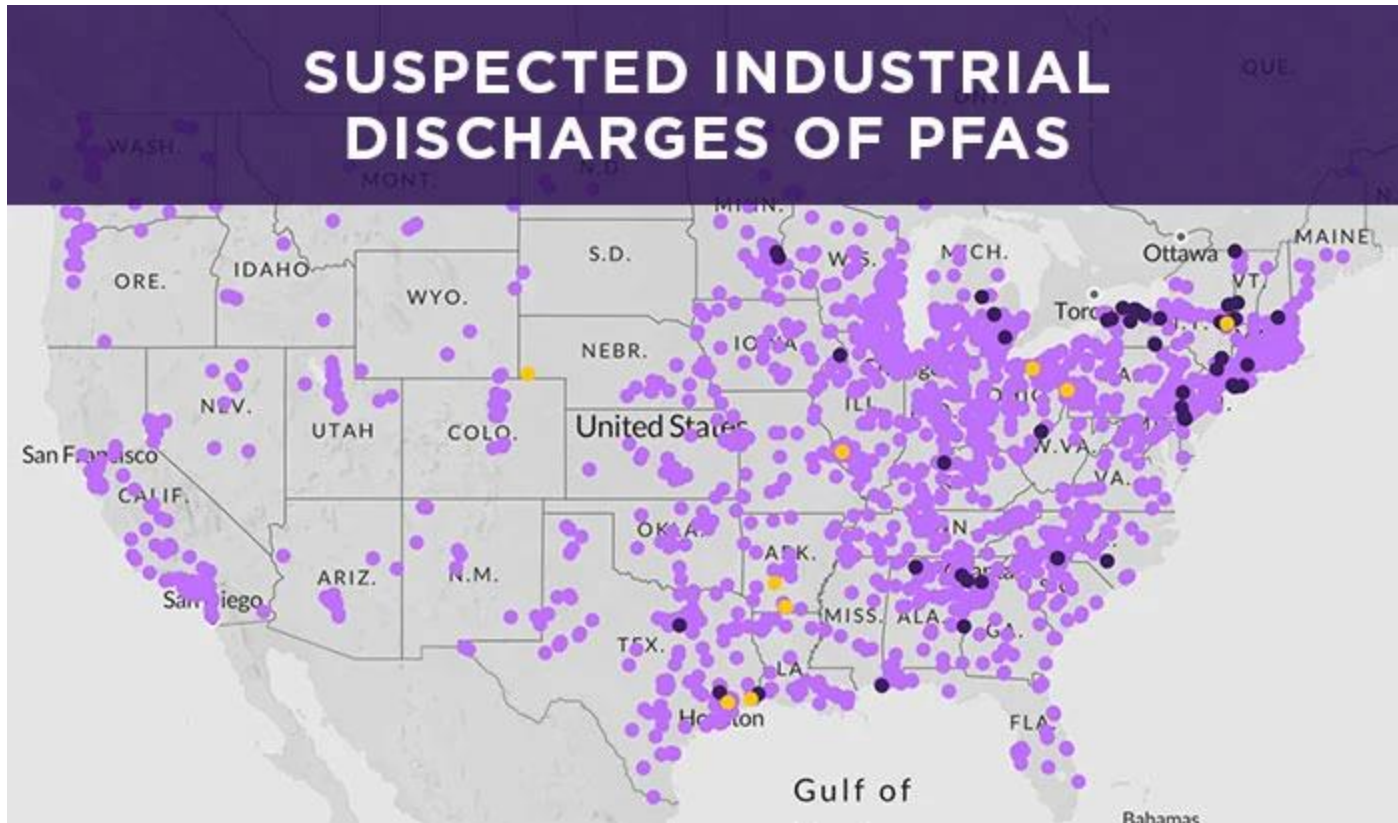 SUSPECTED INDUSTRIAL
DISCHARGES OF PFAS
QUE.
ONT.
WASH.
MONT.
N.D.
MINN.
MAINE
Ottawa
VT.
S.D.
WIS.
MICH.
ORE.
IDAHO
WYO.
NEBR.
IOWA
OHIO
NEV.
UTAH
COLO.
United States
ILL.
W.VA.
San Francisco
CALIF.
VA.
OKLA.
ARK.
ARIZ.
N.M.
San Diego
MISS.
ALA.
GA.
TEX.
LA
Houston
FLA.
Gulf of
Bahamas